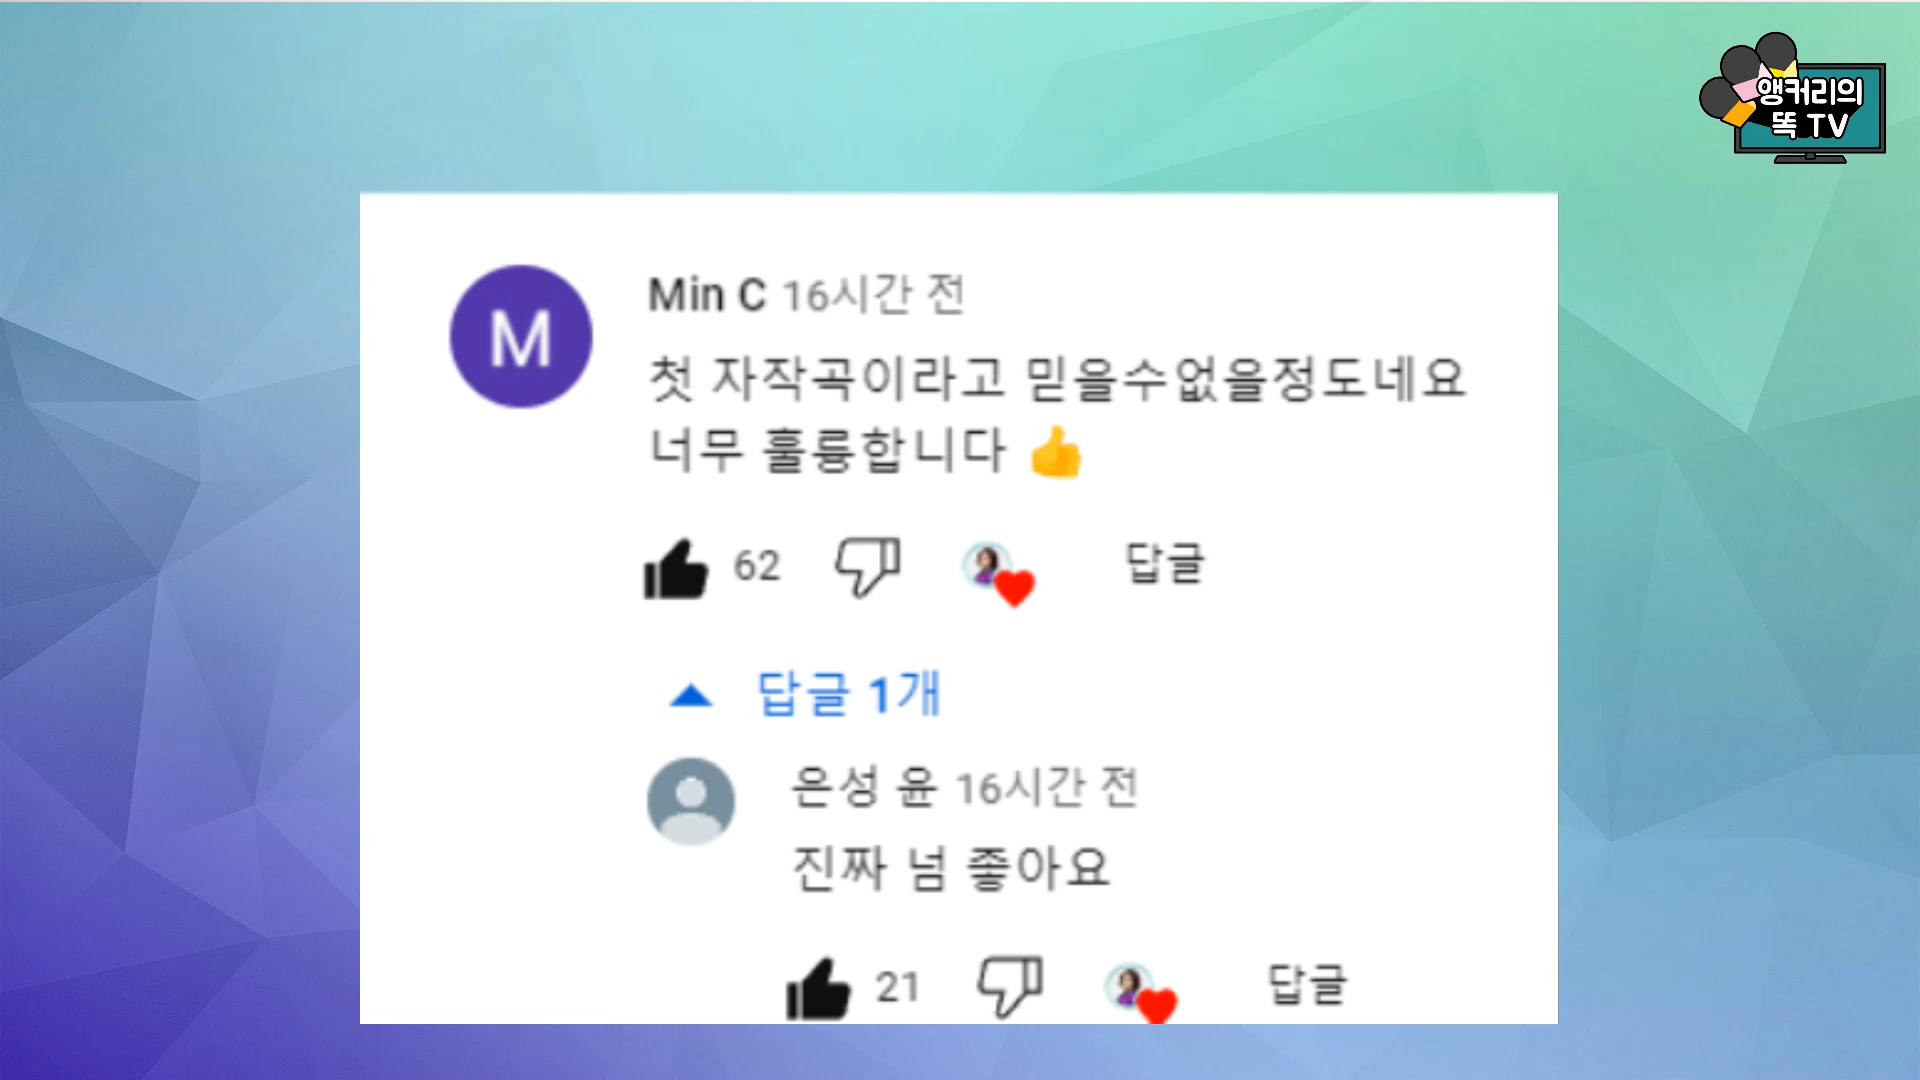 앵커리의
똑 TV
M
Min C 16시간 전
첫 자작곡이라고 믿을수없을정도네요
너무 훌륭합니다 👍
62 답글
답글 1개
은성 윤 16시간 전
진짜 넘 좋아요
21 답글